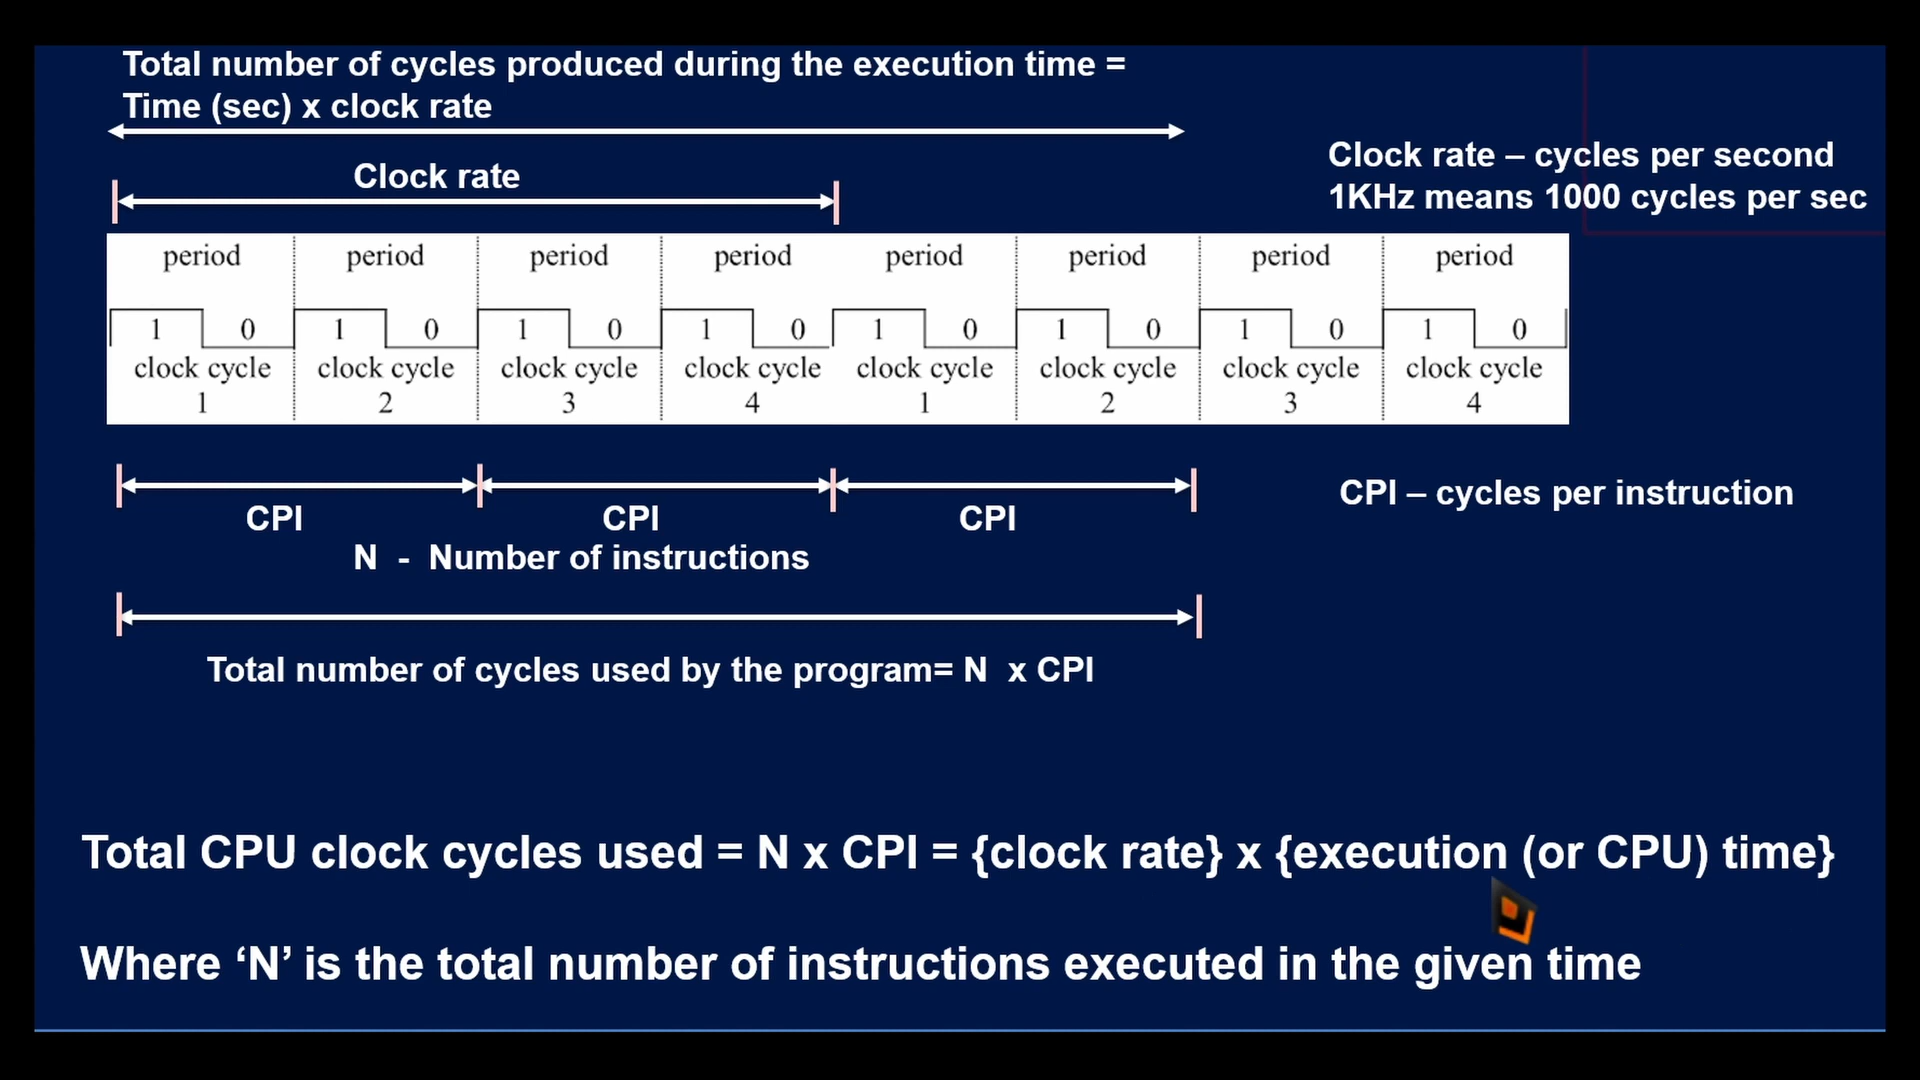 Total number of cycles produced during the execution time =
Time (sec) x clock rate
Clock rate – cycles per second
1KHz means 1000 cycles per sec
Clock rate
period period period period period period period period
1 0 1 0 1 0 1 0 1 0 1 0 1 0 1 0
clock cycle clock cycle clock cycle clock cycle clock cycle clock cycle clock cycle clock cycle
1 2 3 4 1 2 3 4
CPI – cycles per instruction
CPI CPI CPI
N - Number of instructions
Total number of cycles used by the program= N x CPI
Total CPU clock cycles used = N x CPI = {clock rate} x {execution (or CPU) time}
Where ‘N’ is the total number of instructions executed in the given time